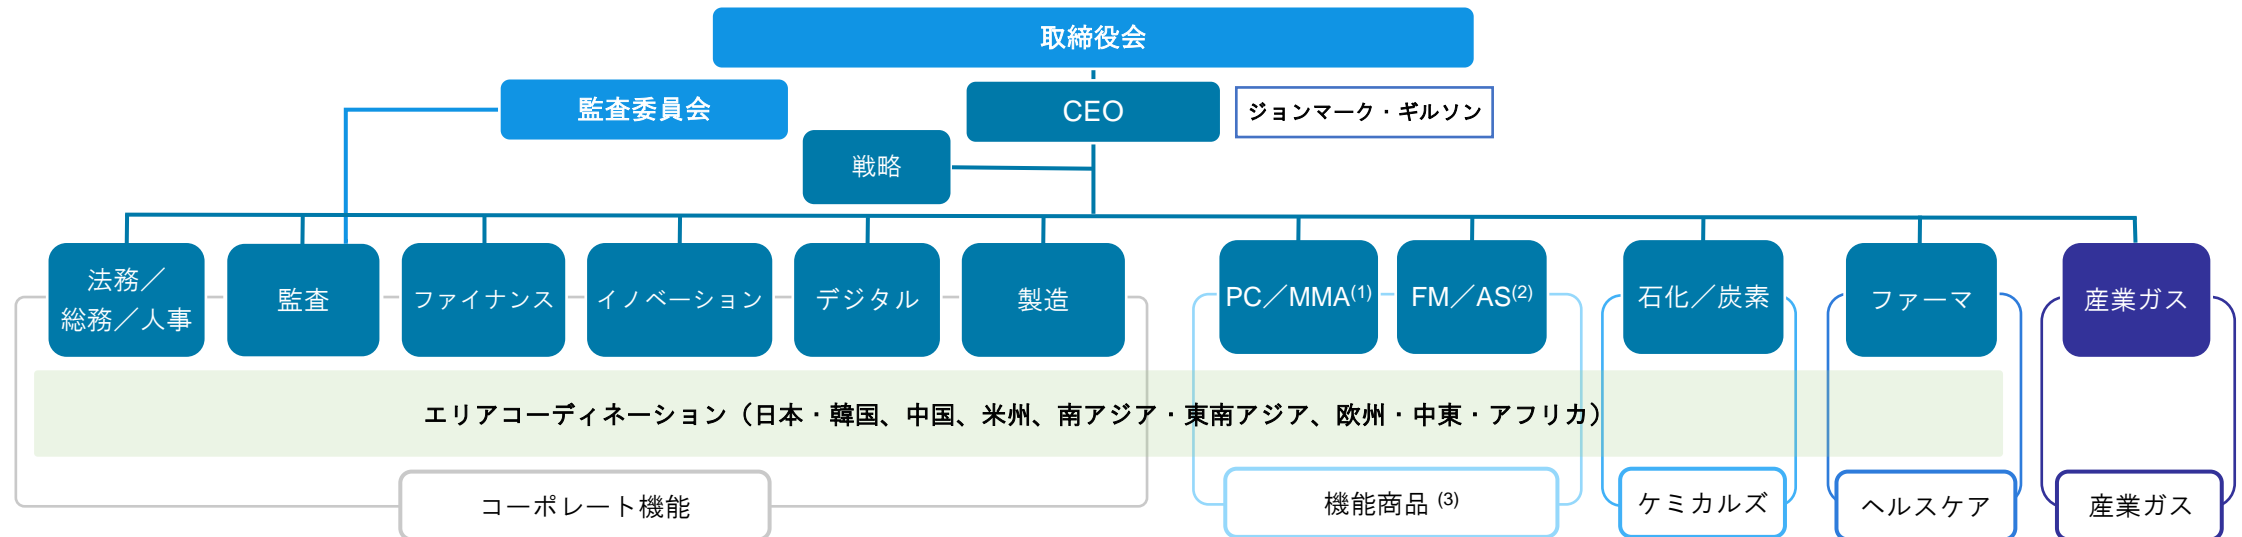 取締役会
監査委員会
CEO
ジョンマーク・ギルソン
戦略
法務／
総務／人事
監査
ファイナンス
イノベーション
デジタル
製造
PC／MMA(1)
FM／AS(2)
石化／炭素
ファーマ
産業ガス
エリアコーディネーション（日本・韓国、中国、米州、南アジア・東南アジア、欧州・中東・アフリカ）
コーポレート機能
機能商品 (3)
ケミカルズ
ヘルスケア
産業ガス